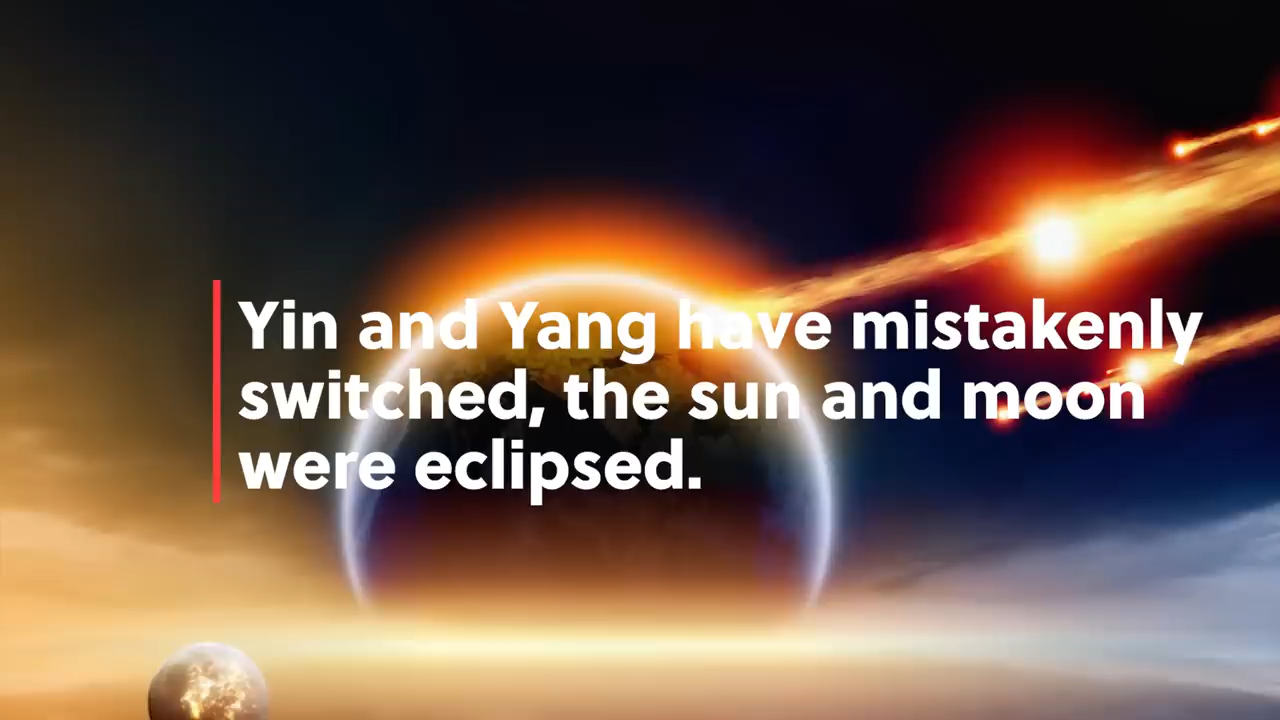 Yin and Yang have mistakenly
switched, the sun and moon
were eclipsed.